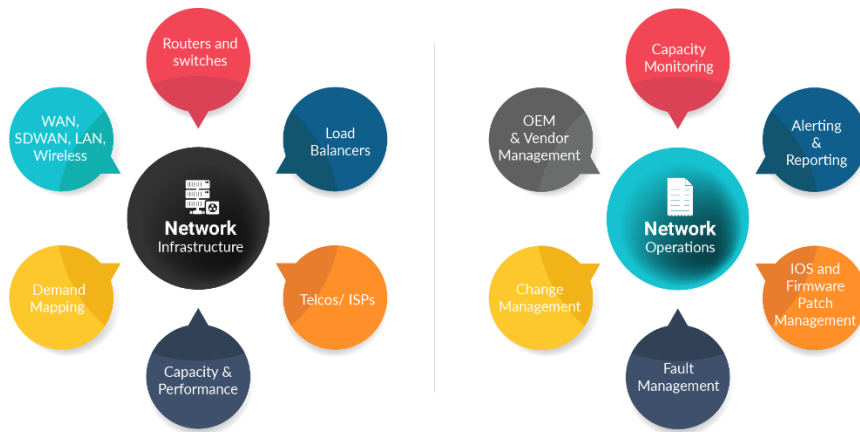 Routers and
switches
WAN,
SDWAN, LAN,
Wireless
Load
Balancers
Network
Infrastructure
Demand
Mapping
Telcos/ ISPs
Capacity &
Performance
Capacity
Monitoring
OEM
& Vendor
Management
Alerting
&
Reporting
Network
Operations
Change
Management
IOS and
Firmware
Patch
Management
Fault
Management